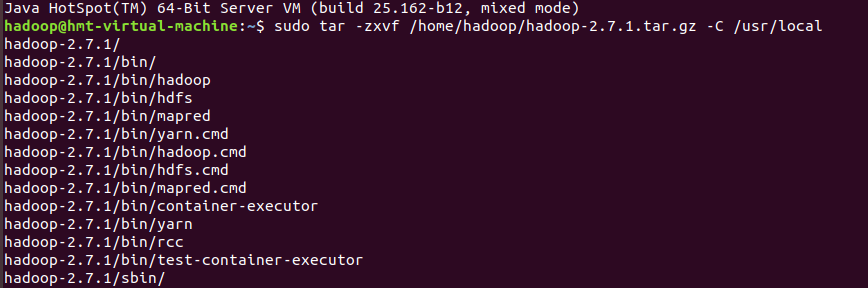 Java HotSpot(TM) 64-Bit Server VM (build 25.162-b12, mixed mode)
hadoop@hmt-virtual-machine:~$ sudo tar -zxvf /home/hadoop/hadoop-2.7.1.tar.gz -C /usr/local
hadoop-2.7.1/
hadoop-2.7.1/bin/
hadoop-2.7.1/bin/hadoop
hadoop-2.7.1/bin/hdfs
hadoop-2.7.1/bin/mapred
hadoop-2.7.1/bin/yarn.cmd
hadoop-2.7.1/bin/hadoop.cmd
hadoop-2.7.1/bin/hdfs.cmd
hadoop-2.7.1/bin/mapred.cmd
hadoop-2.7.1/bin/container-executor
hadoop-2.7.1/bin/yarn
hadoop-2.7.1/bin/rcc
hadoop-2.7.1/bin/test-container-executor
hadoop-2.7.1/sbin/